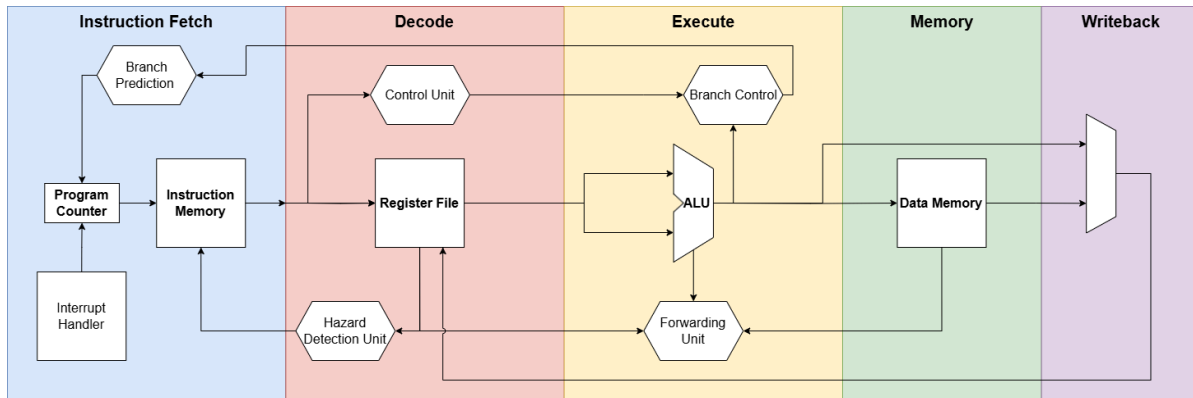 Instruction Fetch
Decode
Execute
Memory
Writeback
Branch
Prediction
Control Unit
Branch Control
Program
Counter
Instruction
Memory
Register File
ALU
Data Memory
Interrupt
Handler
Hazard
Detection Unit
Forwarding
Unit